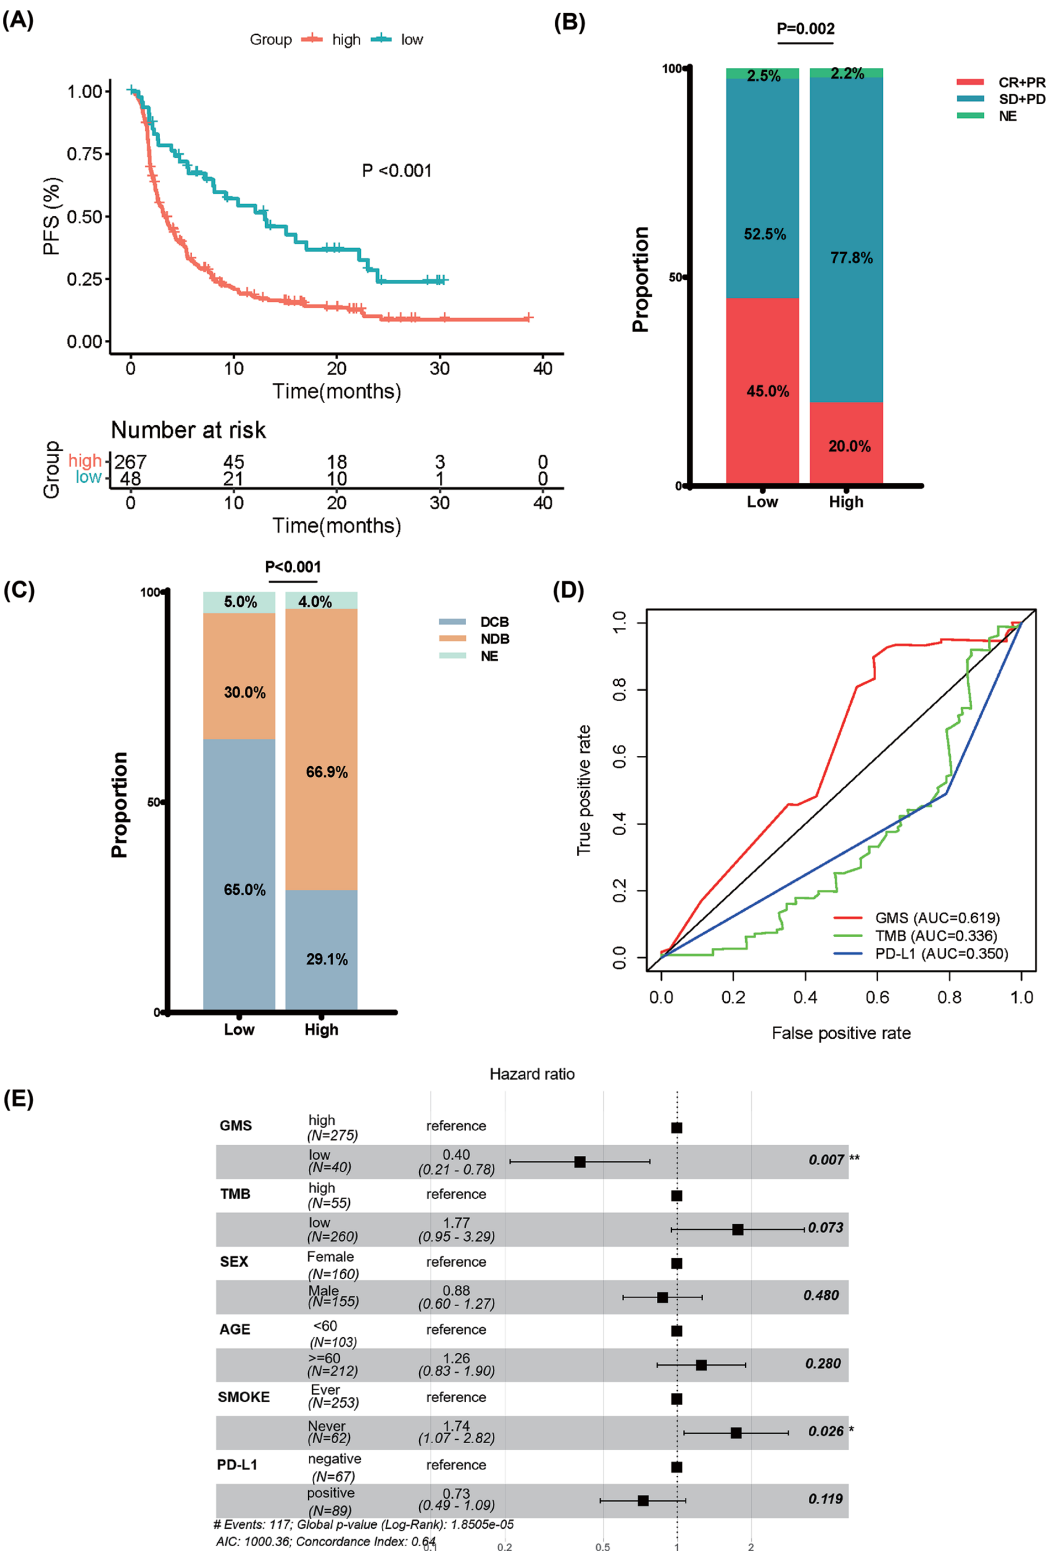 (A)
Group high low
PFS (%)
1.00
0.75
0.50
0.25
0.00
P <0.001
0 10 20 30 40
Time(months)
Number at risk
Group
high 267 45 18 3 0
low 48 21 10 1 0
0 10 20 30 40
Time(months)
(B)
P=0.002
CR+PR
SD+PD
NE
Proportion
100
50
0
2.5% 2.2%
52.5% 77.8%
45.0% 20.0%
Low High
(C)
P<0.001
DCB
NDB
NE
Proportion
100
50
0
5.0% 4.0%
30.0% 66.9%
65.0% 29.1%
Low High
(D)
True positive rate
1.0
0.8
0.6
0.4
0.2
0.0
GMS (AUC=0.619)
TMB (AUC=0.336)
PD-L1 (AUC=0.350)
0.0 0.2 0.4 0.6 0.8 1.0
False positive rate
(E)
Hazard ratio
GMS high reference
(N=275)
low 0.40 0.007 **
(N=40) (0.21 - 0.78)
TMB high reference
(N=55)
low 1.77 0.073
(N=260) (0.95 - 3.29)
SEX Female reference
(N=160)
Male 0.88 0.480
(N=155) (0.60 - 1.27)
AGE <60 reference
(N=103)
>=60 1.26 0.280
(N=212) (0.83 - 1.90)
SMOKE Ever reference
(N=253)
Never 1.74 0.026 *
(N=62) (1.07 - 2.82)
PD-L1 negative reference
(N=67)
positive 0.73 0.119
(N=89) (0.49 - 1.09)
# Events: 117; Global p-value (Log-Rank): 1.8505e-05
AIC: 1000.36; Concordance Index: 0.64
0.1 0.2 0.5 1 2